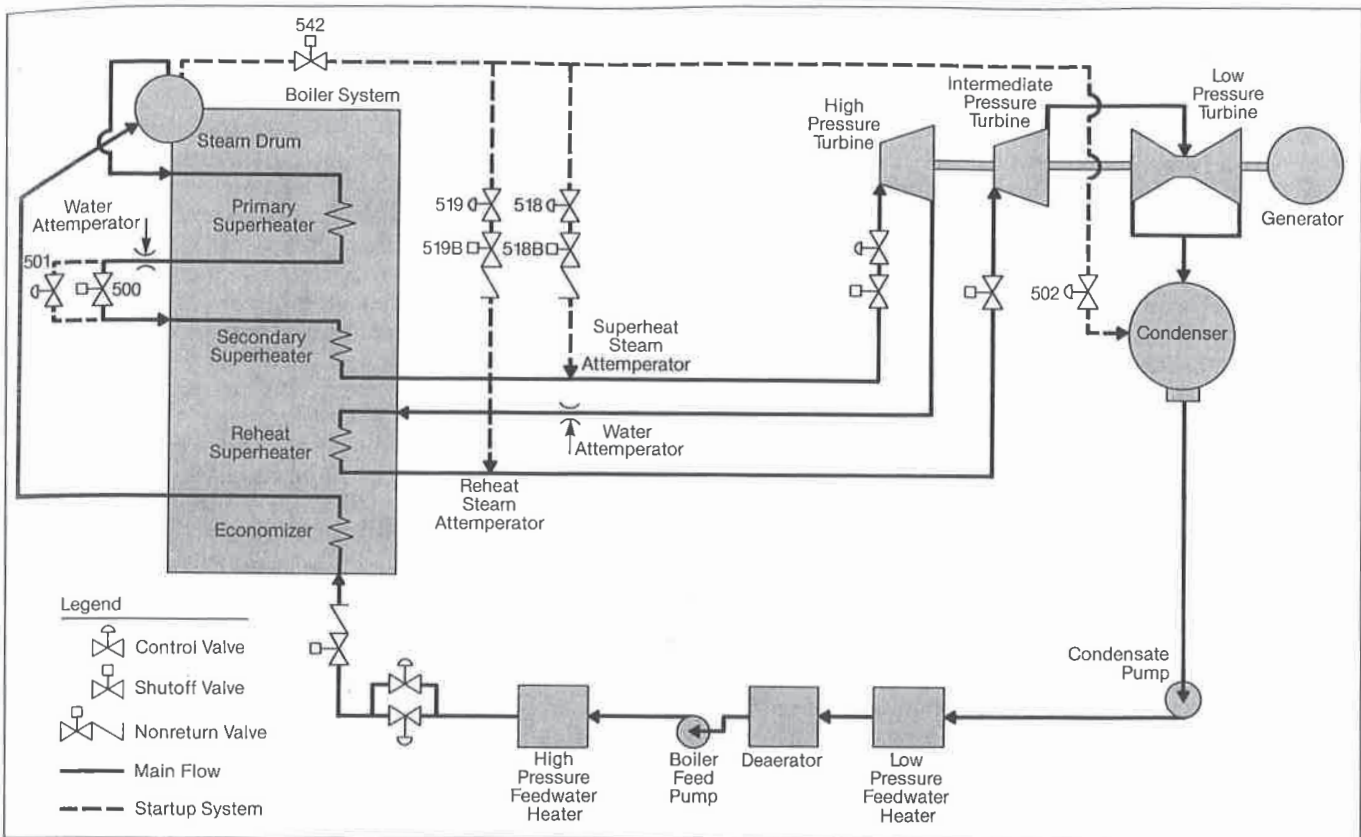 542
Boiler System
Steam Drum
Primary
Superheater
Water
Attemperator
501
500
Secondary
Superheater
Reheat
Superheater
Economizer
519
519B
518
518B
Superheat
Steam
Attemperator
Water
Attemperator
Reheat
Steam
Attemperator
High
Pressure
Turbine
Intermediate
Pressure
Turbine
Low
Pressure
Turbine
Generator
502
Condenser
Condensate
Pump
Low
Pressure
Feedwater
Heater
Deaerator
Boiler
Feed
Pump
High
Pressure
Feedwater
Heater
Legend
Control Valve
Shutoff Valve
Nonreturn Valve
Main Flow
Startup System